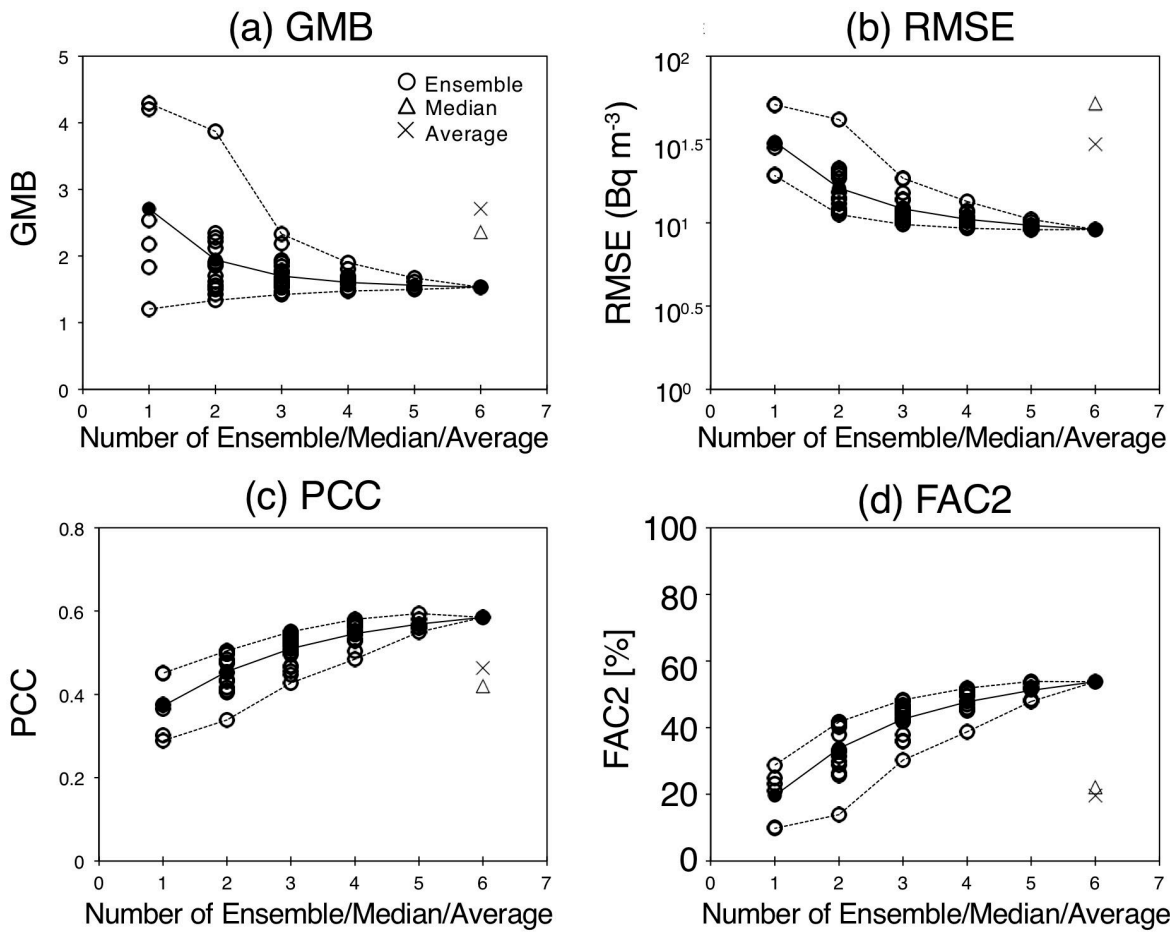 (a) GMB
5
4
3
2
1
0
GMB
Ensemble
Median
Average
0 1 2 3 4 5 6 7
Number of Ensemble/Median/Average
(b) RMSE
10²
10¹·⁵
10¹
10⁰·⁵
10⁰
RMSE (Bq m⁻³)
0 1 2 3 4 5 6 7
Number of Ensemble/Median/Average
(c) PCC
0.8
0.6
0.4
0.2
0
PCC
0 1 2 3 4 5 6 7
Number of Ensemble/Median/Average
(d) FAC2
100
80
60
40
20
0
FAC2 [%]
0 1 2 3 4 5 6 7
Number of Ensemble/Median/Average